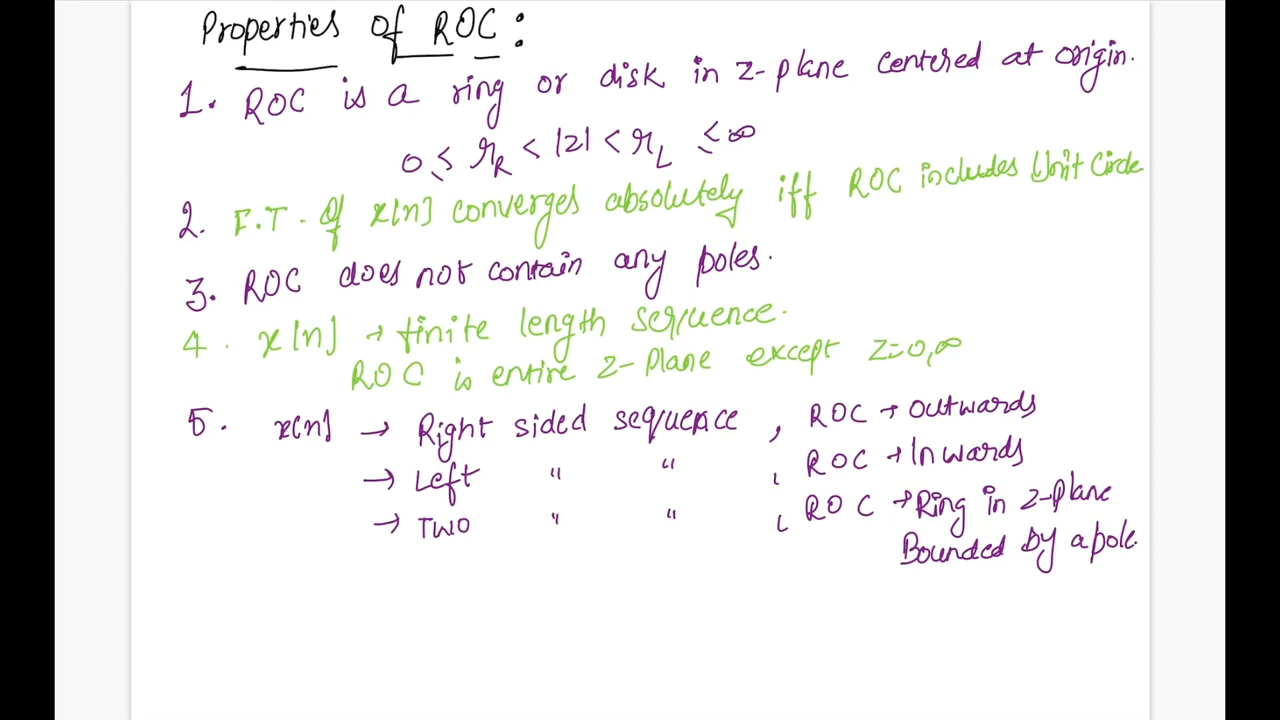 Properties of ROC :
1. ROC is a ring or disk in z-plane centered at origin.
0 ≤ r_R < |z| < r_L ≤ ∞
2. F.T. of x[n] converges absolutely iff ROC includes Unit Circle
3. ROC does not contain any poles.
4. x[n] → finite length sequence.
ROC is entire z-plane except z=0,∞
5. x[n] → Right sided sequence, ROC → outwards
→ Left " " , ROC → Inwards
→ TWO " " , ROC → Ring in z-plane
Bounded by a pole.